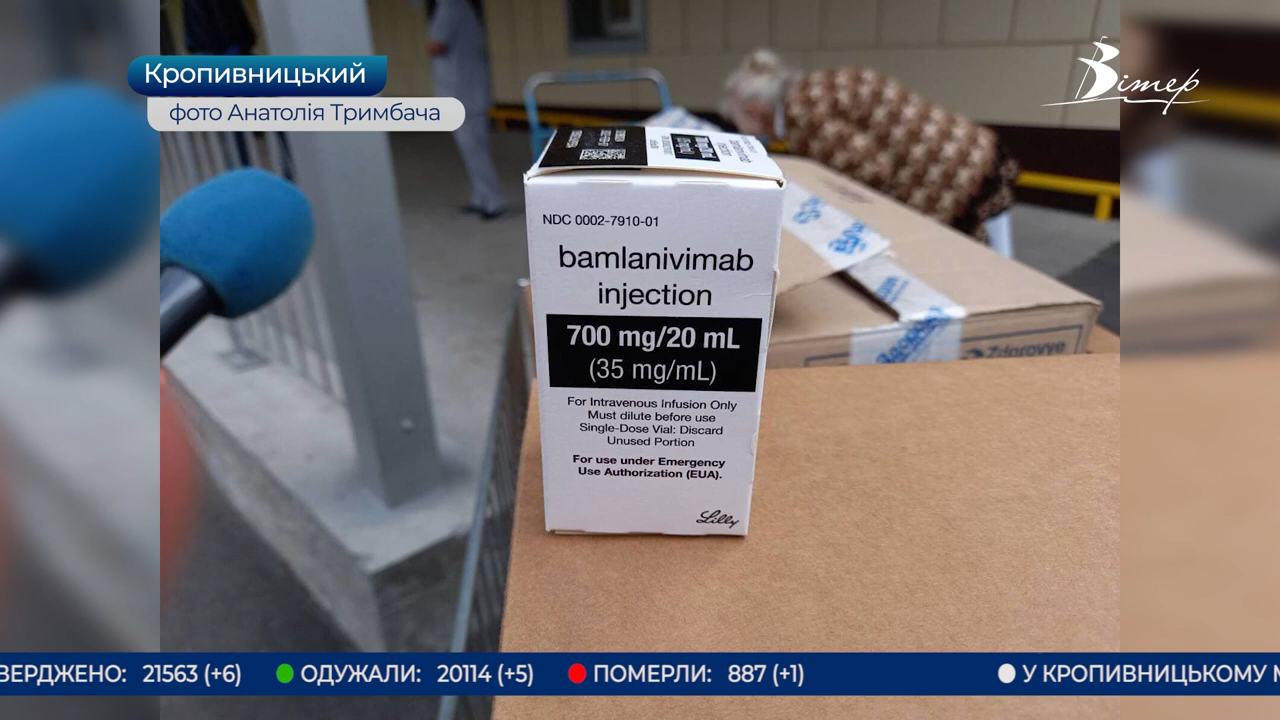 Кропивницький
фото Анатолія Тримбача
Вітер
NDC 0002-7910-01
bamlanivimab
injection
700 mg/20 mL
(35 mg/mL)
For Intravenous Infusion Only
Must dilute before use
Single-Dose Vial: Discard
Unused Portion
For use under Emergency
Use Authorization (EUA).
Lilly
Zdorovye
ВЕРДЖЕНО: 21563 (+6) ОДУЖАЛИ: 20114 (+5) ПОМЕРЛИ: 887 (+1) У КРОПИВНИЦЬКОМУ М